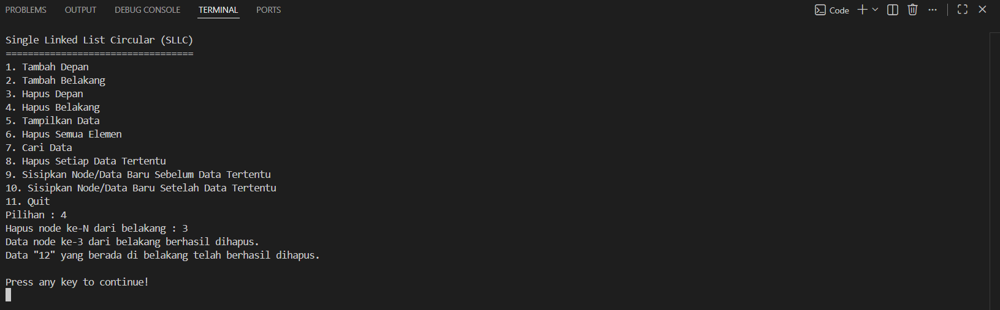 PROBLEMS OUTPUT DEBUG CONSOLE TERMINAL PORTS Code
Single Linked List Circular (SLLC)
==================================
1. Tambah Depan
2. Tambah Belakang
3. Hapus Depan
4. Hapus Belakang
5. Tampilkan Data
6. Hapus Semua Elemen
7. Cari Data
8. Hapus Setiap Data Tertentu
9. Sisipkan Node/Data Baru Sebelum Data Tertentu
10. Sisipkan Node/Data Baru Setelah Data Tertentu
11. Quit
Pilihan : 4
Hapus node ke-N dari belakang : 3
Data node ke-3 dari belakang berhasil dihapus.
Data "12" yang berada di belakang telah berhasil dihapus.
Press any key to continue!